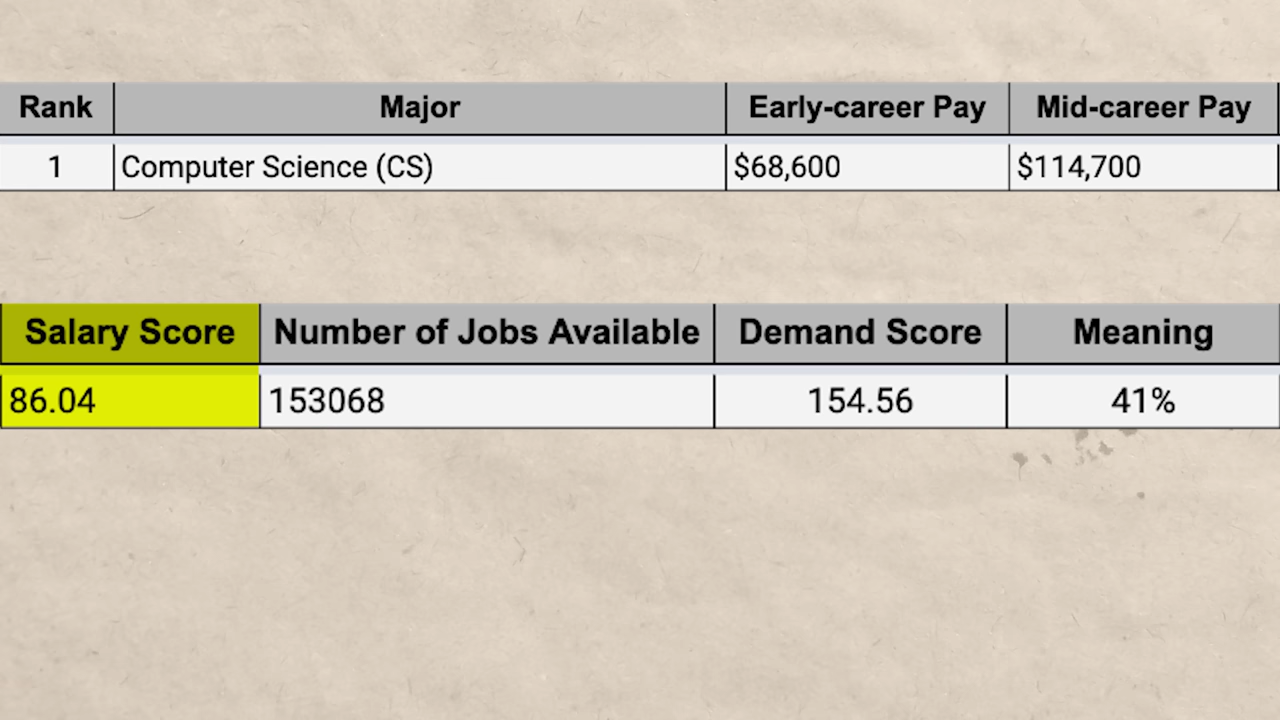 Rank Major Early-career Pay Mid-career Pay
1 Computer Science (CS) $68,600 $114,700
Salary Score Number of Jobs Available Demand Score Meaning
86.04 153068 154.56 41%